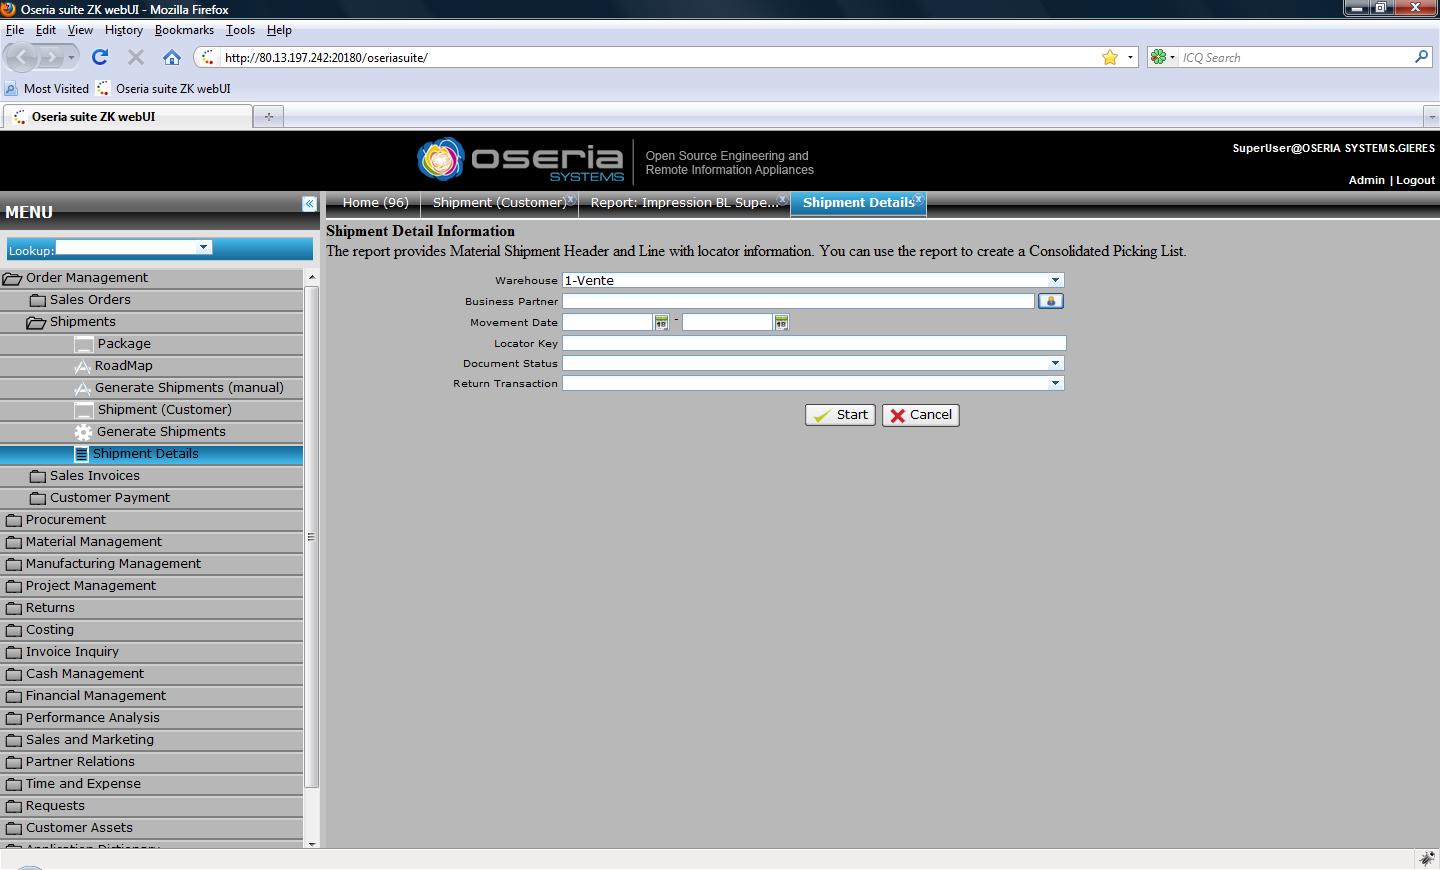 Oseria suite ZK webUI - Mozilla Firefox
File Edit View History Bookmarks Tools Help
http://80.13.197.242:20180/oseriasuite/
ICQ Search
Most Visited Oseria suite ZK webUI
Oseria suite ZK webUI
oseria SYSTEMS
Open Source Engineering and
Remote Information Appliances
SuperUser@OSERIA SYSTEMS.GIERES
Admin | Logout
MENU
Home (96) Shipment (Customer) Report: Impression BL Supe... Shipment Details
Lookup:
Order Management
Sales Orders
Shipments
Package
RoadMap
Generate Shipments (manual)
Shipment (Customer)
Generate Shipments
Shipment Details
Sales Invoices
Customer Payment
Procurement
Material Management
Manufacturing Management
Project Management
Returns
Costing
Invoice Inquiry
Cash Management
Financial Management
Performance Analysis
Sales and Marketing
Partner Relations
Time and Expense
Requests
Customer Assets
Shipment Detail Information
The report provides Material Shipment Header and Line with locator information. You can use the report to create a Consolidated Picking List.
Warehouse 1-Vente
Business Partner
Movement Date -
Locator Key
Document Status
Return Transaction
Start Cancel